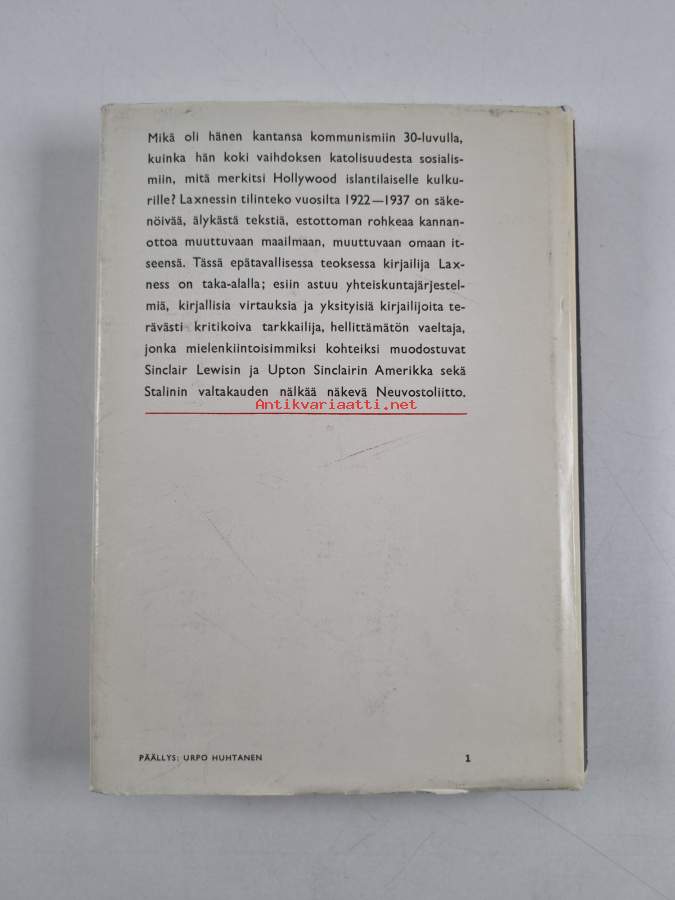 Mikä oli hänen kantansa kommunismiin 30-luvulla,
kuinka hän koki vaihdoksen katolisuudesta sosialis-
miin, mitä merkitsi Hollywood islantilaiselle kulku-
rille? Laxnessin tilinteko vuosilta 1922—1937 on säke-
nöivää, älykästä tekstiä, estottoman rohkeaa kannan-
ottoa muuttuvaan maailmaan, muuttuvaan omaan it-
seensä. Tässä epätavallisessa teoksessa kirjailija Lax-
ness on taka-alalla; esiin astuu yhteiskuntajärjestel-
miä, kirjallisia virtauksia ja yksityisiä kirjailijoita te-
rävästi kritikoiva tarkkailija, hellittämätön vaeltaja,
jonka mielenkiintoisimmiksi kohteiksi muodostuvat
Sinclair Lewisin ja Upton Sinclairin Amerikka sekä
Stalinin valtakauden nälkää näkevä Neuvostoliitto.
Antikvariaatti.net
PÄÄLLYS: URPO HUHTANEN 1